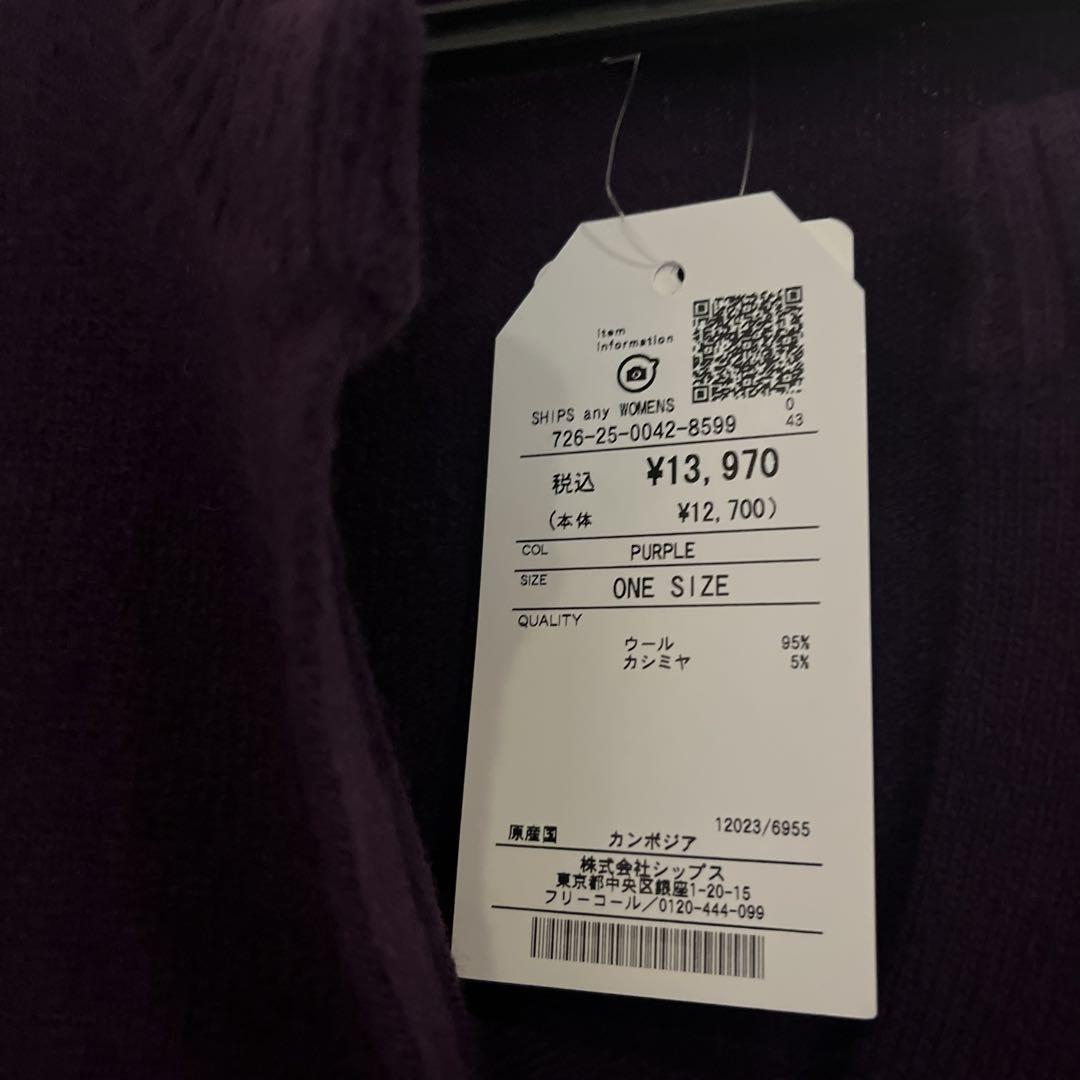 Item
Information
SHIPS any WOMENS
0
726-25-0042-8599
43
税込 ¥13,970
(本体 ¥12,700)
COL PURPLE
SIZE ONE SIZE
QUALITY
ウール 95%
カシミヤ 5%
12023/6955
原産国 カンボジア
株式会社シップス
東京都中央区銀座1-20-15
フリーコール/0120-444-099